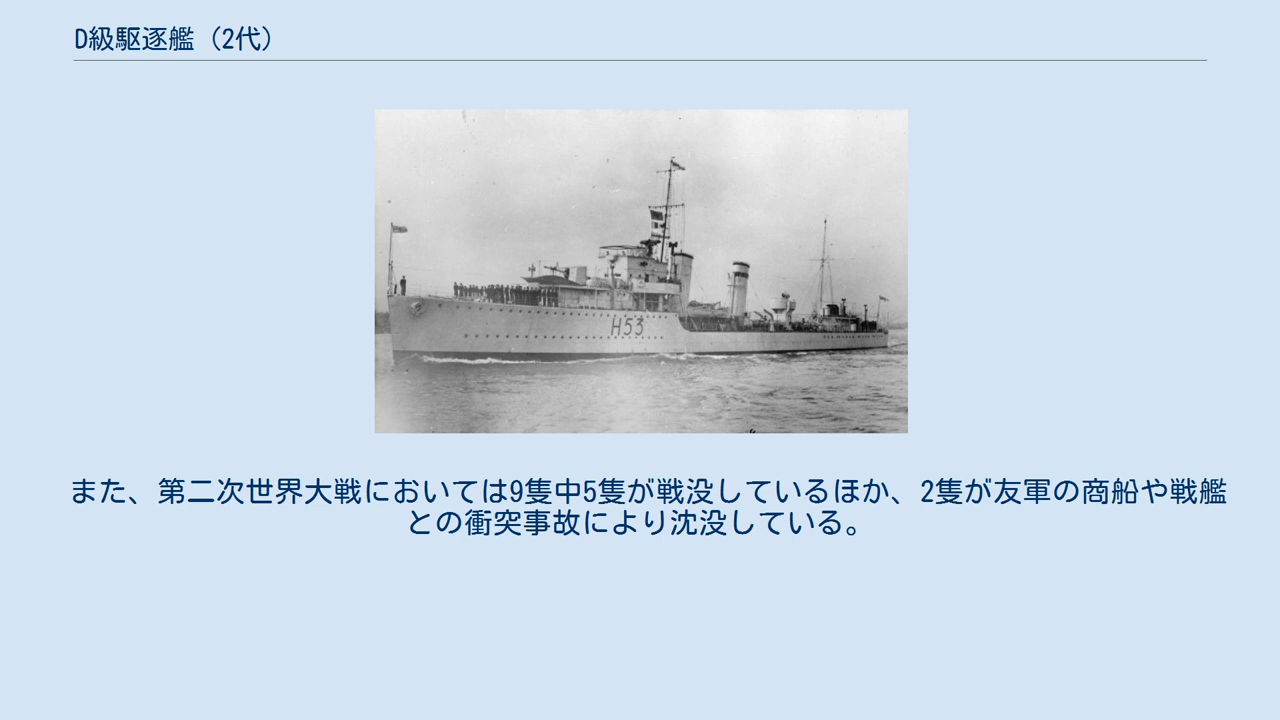 D級駆逐艦（2代）
H53
また、第二次世界大戦においては9隻中5隻が戦没しているほか、2隻が友軍の商船や戦艦
との衝突事故により沈没している。